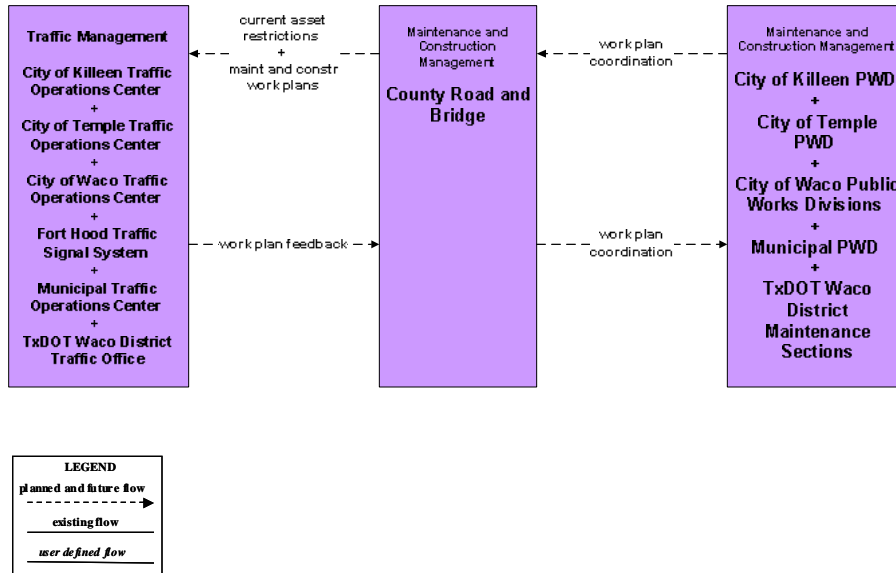 Traffic Management
City of Killeen Traffic
Operations Center
+
City of Temple Traffic
Operations Center
+
City of Waco Traffic
Operations Center
+
Fort Hood Traffic
Signal System
+
Municipal Traffic
Operations Center
+
TxDOT Waco District
Traffic Office
current asset
restrictions
+
maint and constr
work plans
work plan feedback
Maintenance and
Construction
Management
County Road and
Bridge
work plan
coordination
work plan
coordination
Maintenance and
Construction Management
City of Killeen PWD
+
City of Temple
PWD
+
City of Waco Public
Works Divisions
+
Municipal PWD
+
TxDOT Waco
District
Maintenance
Sections
LEGEND
planned and future flow
existing flow
user defined flow